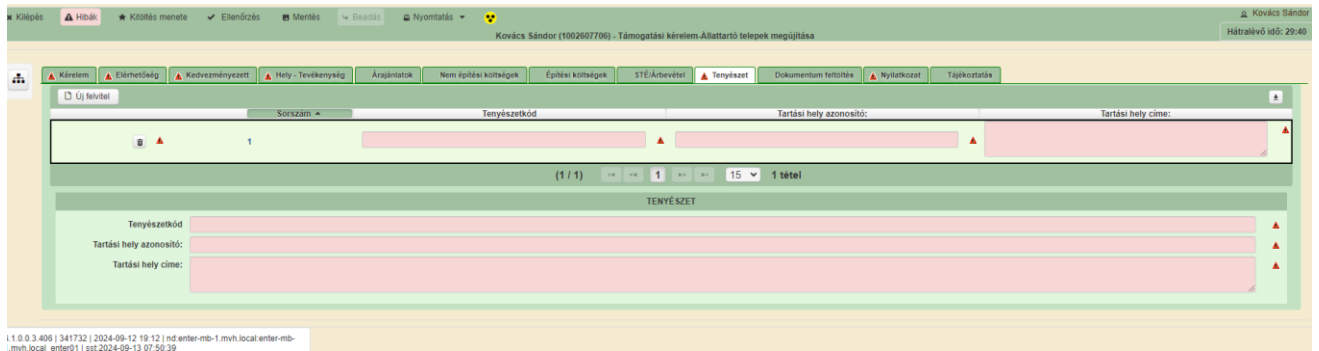 Kilépés Hibák Kitöltés menete Ellenőrzés Mentés Beadás Nyomtatás Kovács Sándor
Kovács Sándor (1002607706) - Támogatási kérelem-Állattartó telepek megújítása Hátralévő idő: 29:40
Kérelem Elérhetőség Kedvezményezett Hely - Tevékenység Árajánlatok Nem építési költségek Építési költségek STÉ/Árbevétel Tenyészet Dokumentum feltöltés Nyilatkozat Tájékoztatás
Új felvitel
Sorszám Tenyészetkód Tartási hely azonosító: Tartási hely címe:
1
(1 / 1) 1 15 1 tétel
TENYÉSZET
Tenyészetkód
Tartási hely azonosító:
Tartási hely címe:
.1.0.0.3.406 | 341732 | 2024-09-12 19:12 | nd:enter-mb-1.mvh.local:enter-mb-
.mvh.local_enter01 | sst:2024-09-13 07:50:39